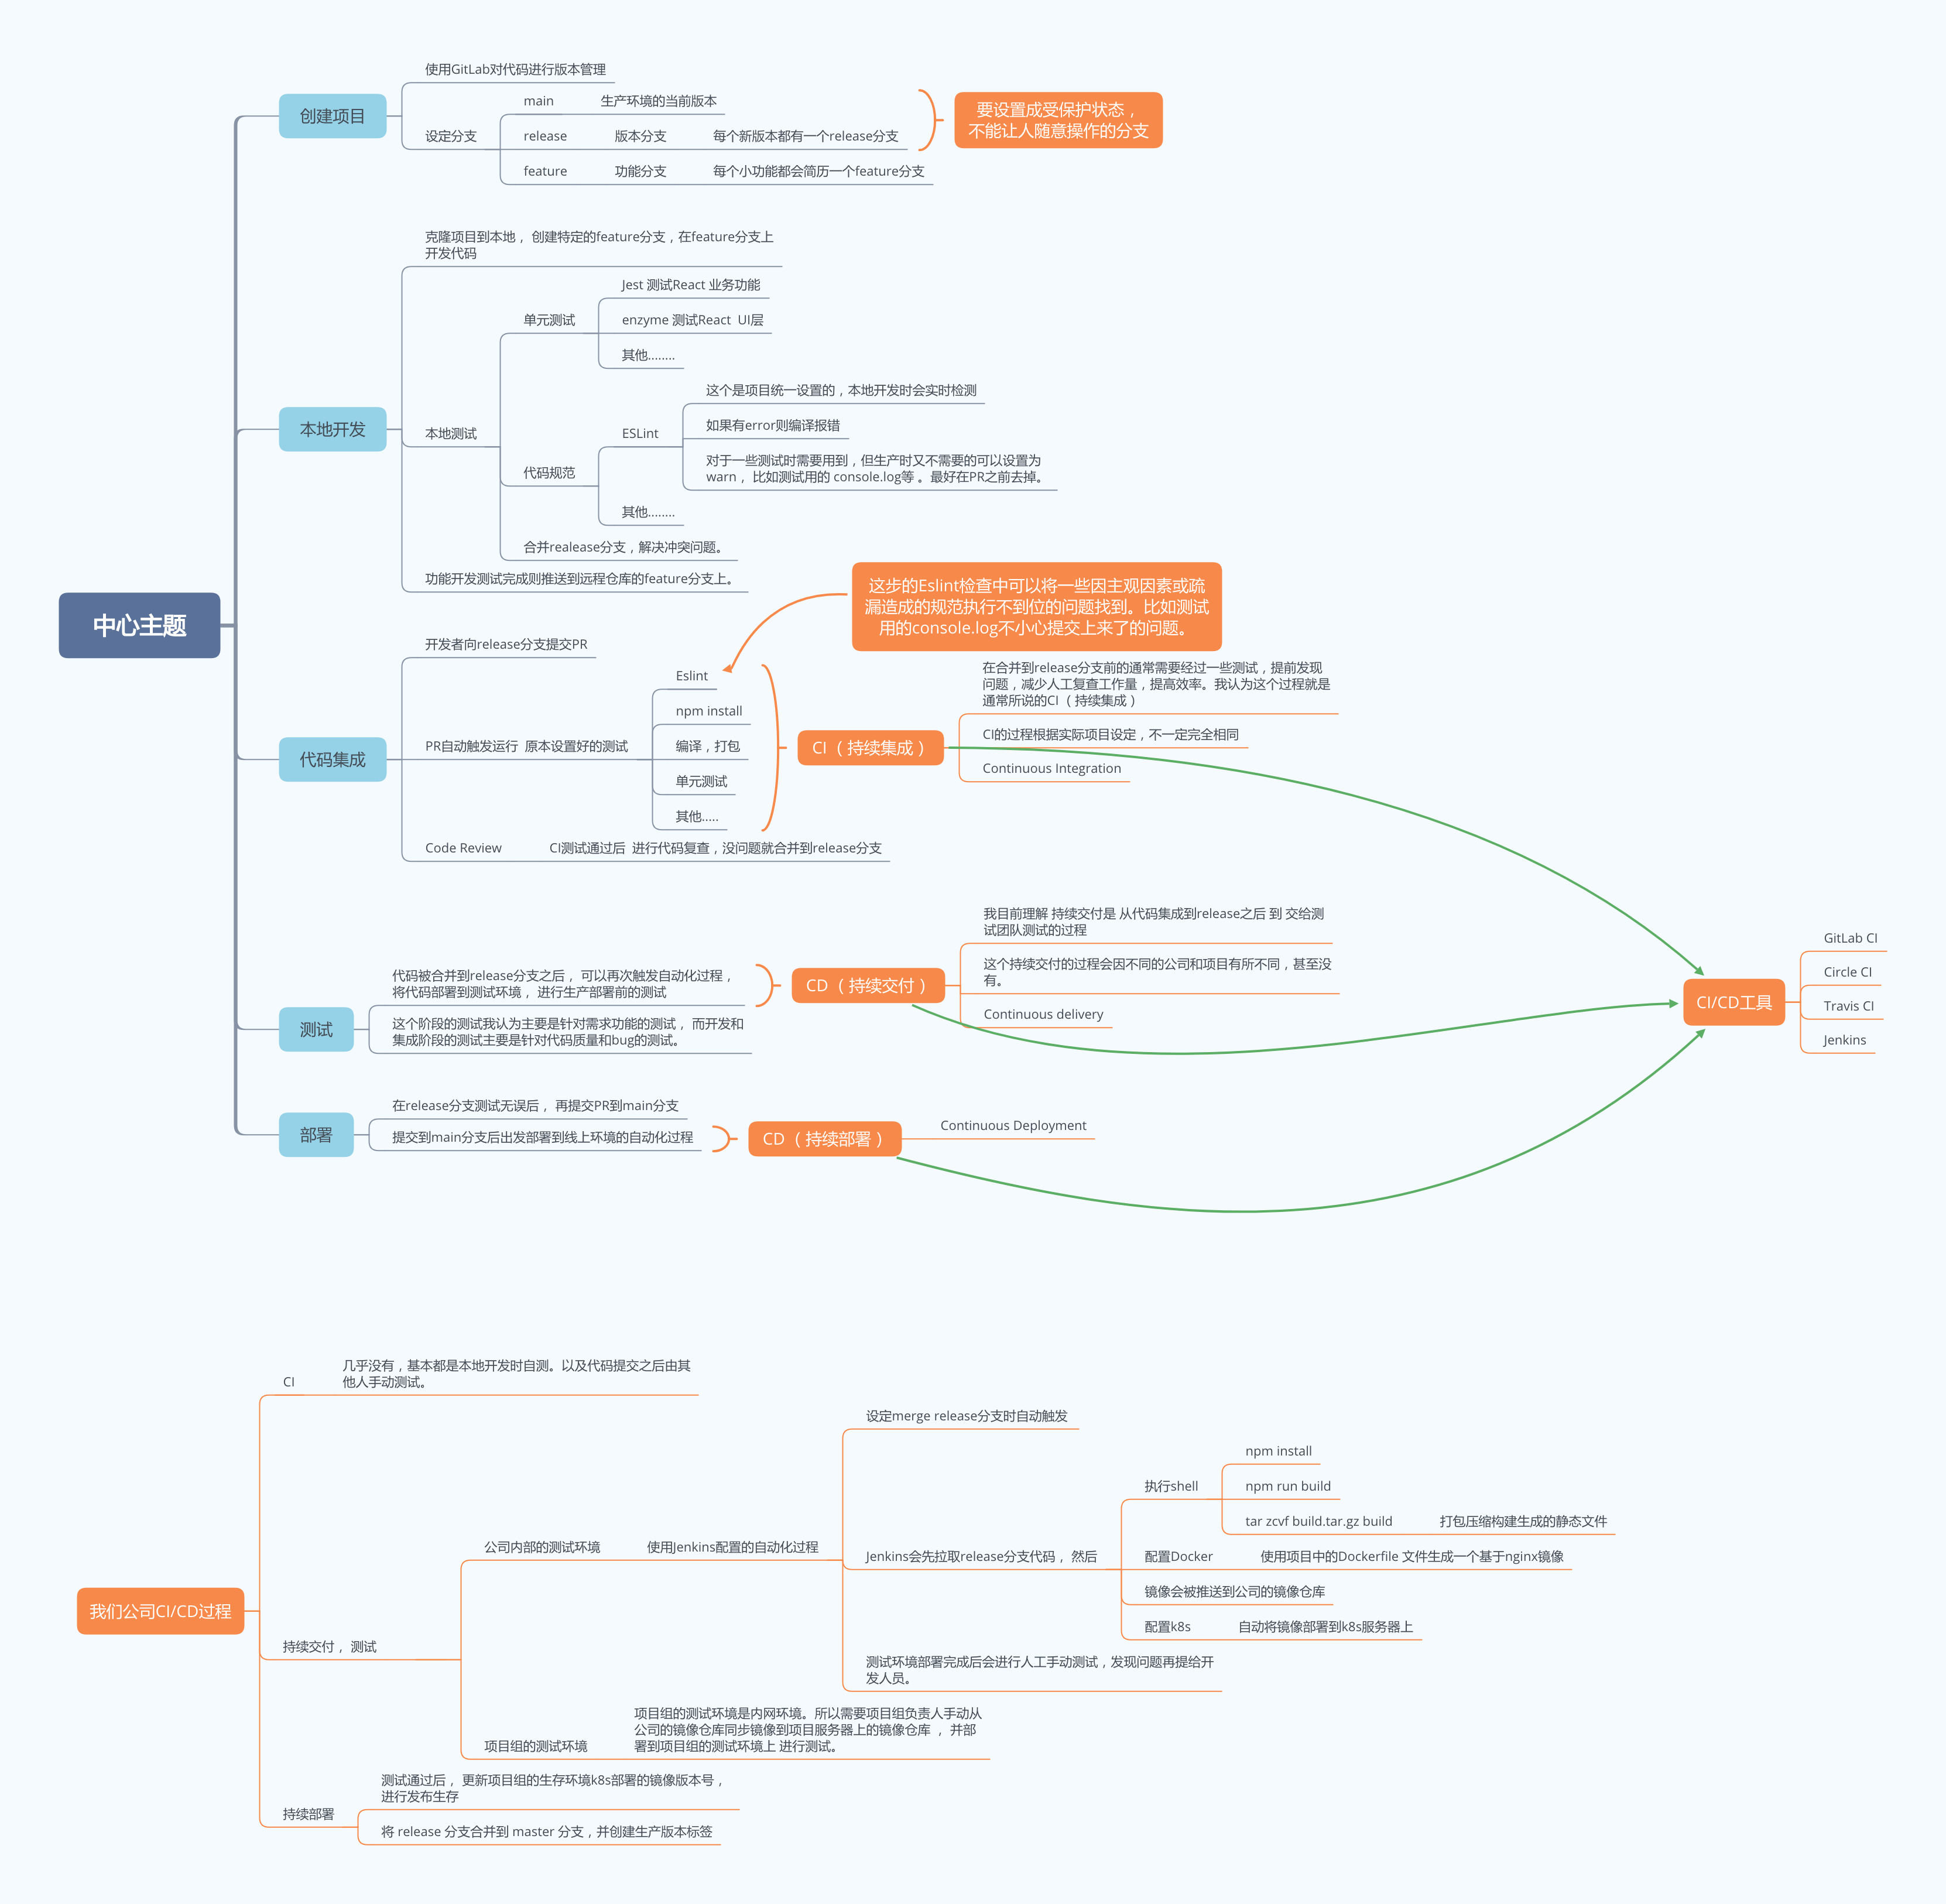 使用GitLab对代码进行版本管理
创建项目
main
生产环境的当前版本
要设置成受保护状态，
不能让人随意操作的分支
设定分支
release
版本分支
每个新版本都有一个release分支
feature
功能分支
每个小功能都会简历一个feature分支
克隆项目到本地， 创建特定的feature分支，在feature分支上
开发代码
Jest 测试React 业务功能
单元测试
enzyme 测试React  UI层
其他........
这个是项目统一设置的，本地开发时会实时检测
本地开发
本地测试
ESLint
如果有error则编译报错
代码规范
对于一些测试时需要用到，但生产时又不需要的可以设置为
warn， 比如测试用的 console.log等 。最好在PR之前去掉。
其他........
合并realease分支，解决冲突问题。
功能开发测试完成则推送到远程仓库的feature分支上。
中心主题
这步的Eslint检查中可以将一些因主观因素或疏
漏造成的规范执行不到位的问题找到。比如测试
用的console.log不小心提交上来了的问题。
开发者向release分支提交PR
Eslint
npm install
代码集成
PR自动触发运行  原本设置好的测试
编译，打包
单元测试
其他.....
CI （持续集成）
在合并到release分支前的通常需要经过一些测试，提前发现
问题，减少人工复查工作量，提高效率。我认为这个过程就是
通常所说的CI （持续集成）
CI的过程根据实际项目设定，不一定完全相同
Continuous Integration
Code Review
CI测试通过后  进行代码复查，没问题就合并到release分支
我目前理解 持续交付是 从代码集成到release之后 到 交给测
试团队测试的过程
代码被合并到release分支之后， 可以再次触发自动化过程，
将代码部署到测试环境， 进行生产部署前的测试
CD （持续交付）
这个持续交付的过程会因不同的公司和项目有所不同，甚至没
有。
Continuous delivery
测试
这个阶段的测试我认为主要是针对需求功能的测试， 而开发和
集成阶段的测试主要是针对代码质量和bug的测试。
CI/CD工具
GitLab CI
Circle CI
Travis CI
Jenkins
部署
在release分支测试无误后， 再提交PR到main分支
提交到main分支后出发部署到线上环境的自动化过程
CD （持续部署）
Continuous Deployment
CI
几乎没有，基本都是本地开发时自测。以及代码提交之后由其
他人手动测试。
设定merge release分支时自动触发
npm install
执行shell
npm run build
tar zcvf build.tar.gz build
打包压缩构建生成的静态文件
公司内部的测试环境
使用Jenkins配置的自动化过程
Jenkins会先拉取release分支代码， 然后
配置Docker
使用项目中的Dockerfile 文件生成一个基于nginx镜像
镜像会被推送到公司的镜像仓库
我们公司CI/CD过程
配置k8s
自动将镜像部署到k8s服务器上
持续交付， 测试
测试环境部署完成后会进行人工手动测试，发现问题再提给开
发人员。
项目组的测试环境
项目组的测试环境是内网环境。所以需要项目组负责人手动从
公司的镜像仓库同步镜像到项目服务器上的镜像仓库 ， 并部
署到项目组的测试环境上 进行测试。
持续部署
测试通过后， 更新项目组的生存环境k8s部署的镜像版本号，
进行发布生存
将 release 分支合并到 master 分支，并创建生产版本标签